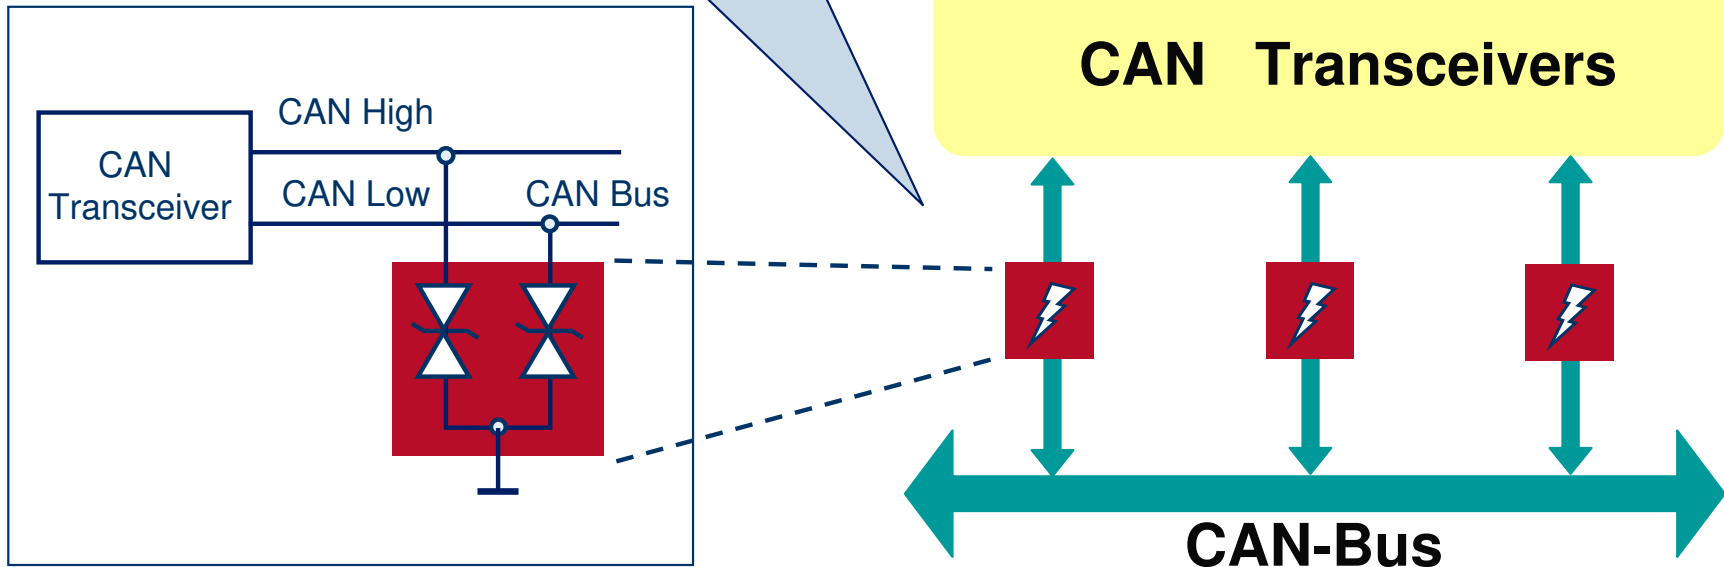 CAN High
CAN
Transceiver
CAN Low
CAN Bus
CAN Transceivers
CAN-Bus